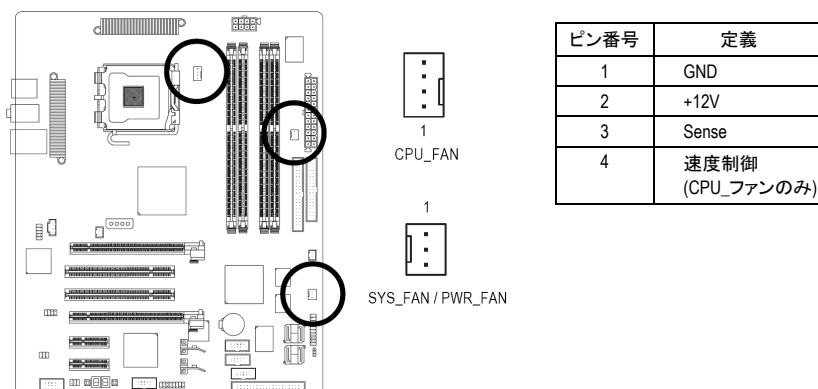 1
CPU_FAN
1
SYS_FAN / PWR_FAN
ピン番号 定義
1 GND
2 +12V
3 Sense
4 速度制御
(CPU_ファンのみ)